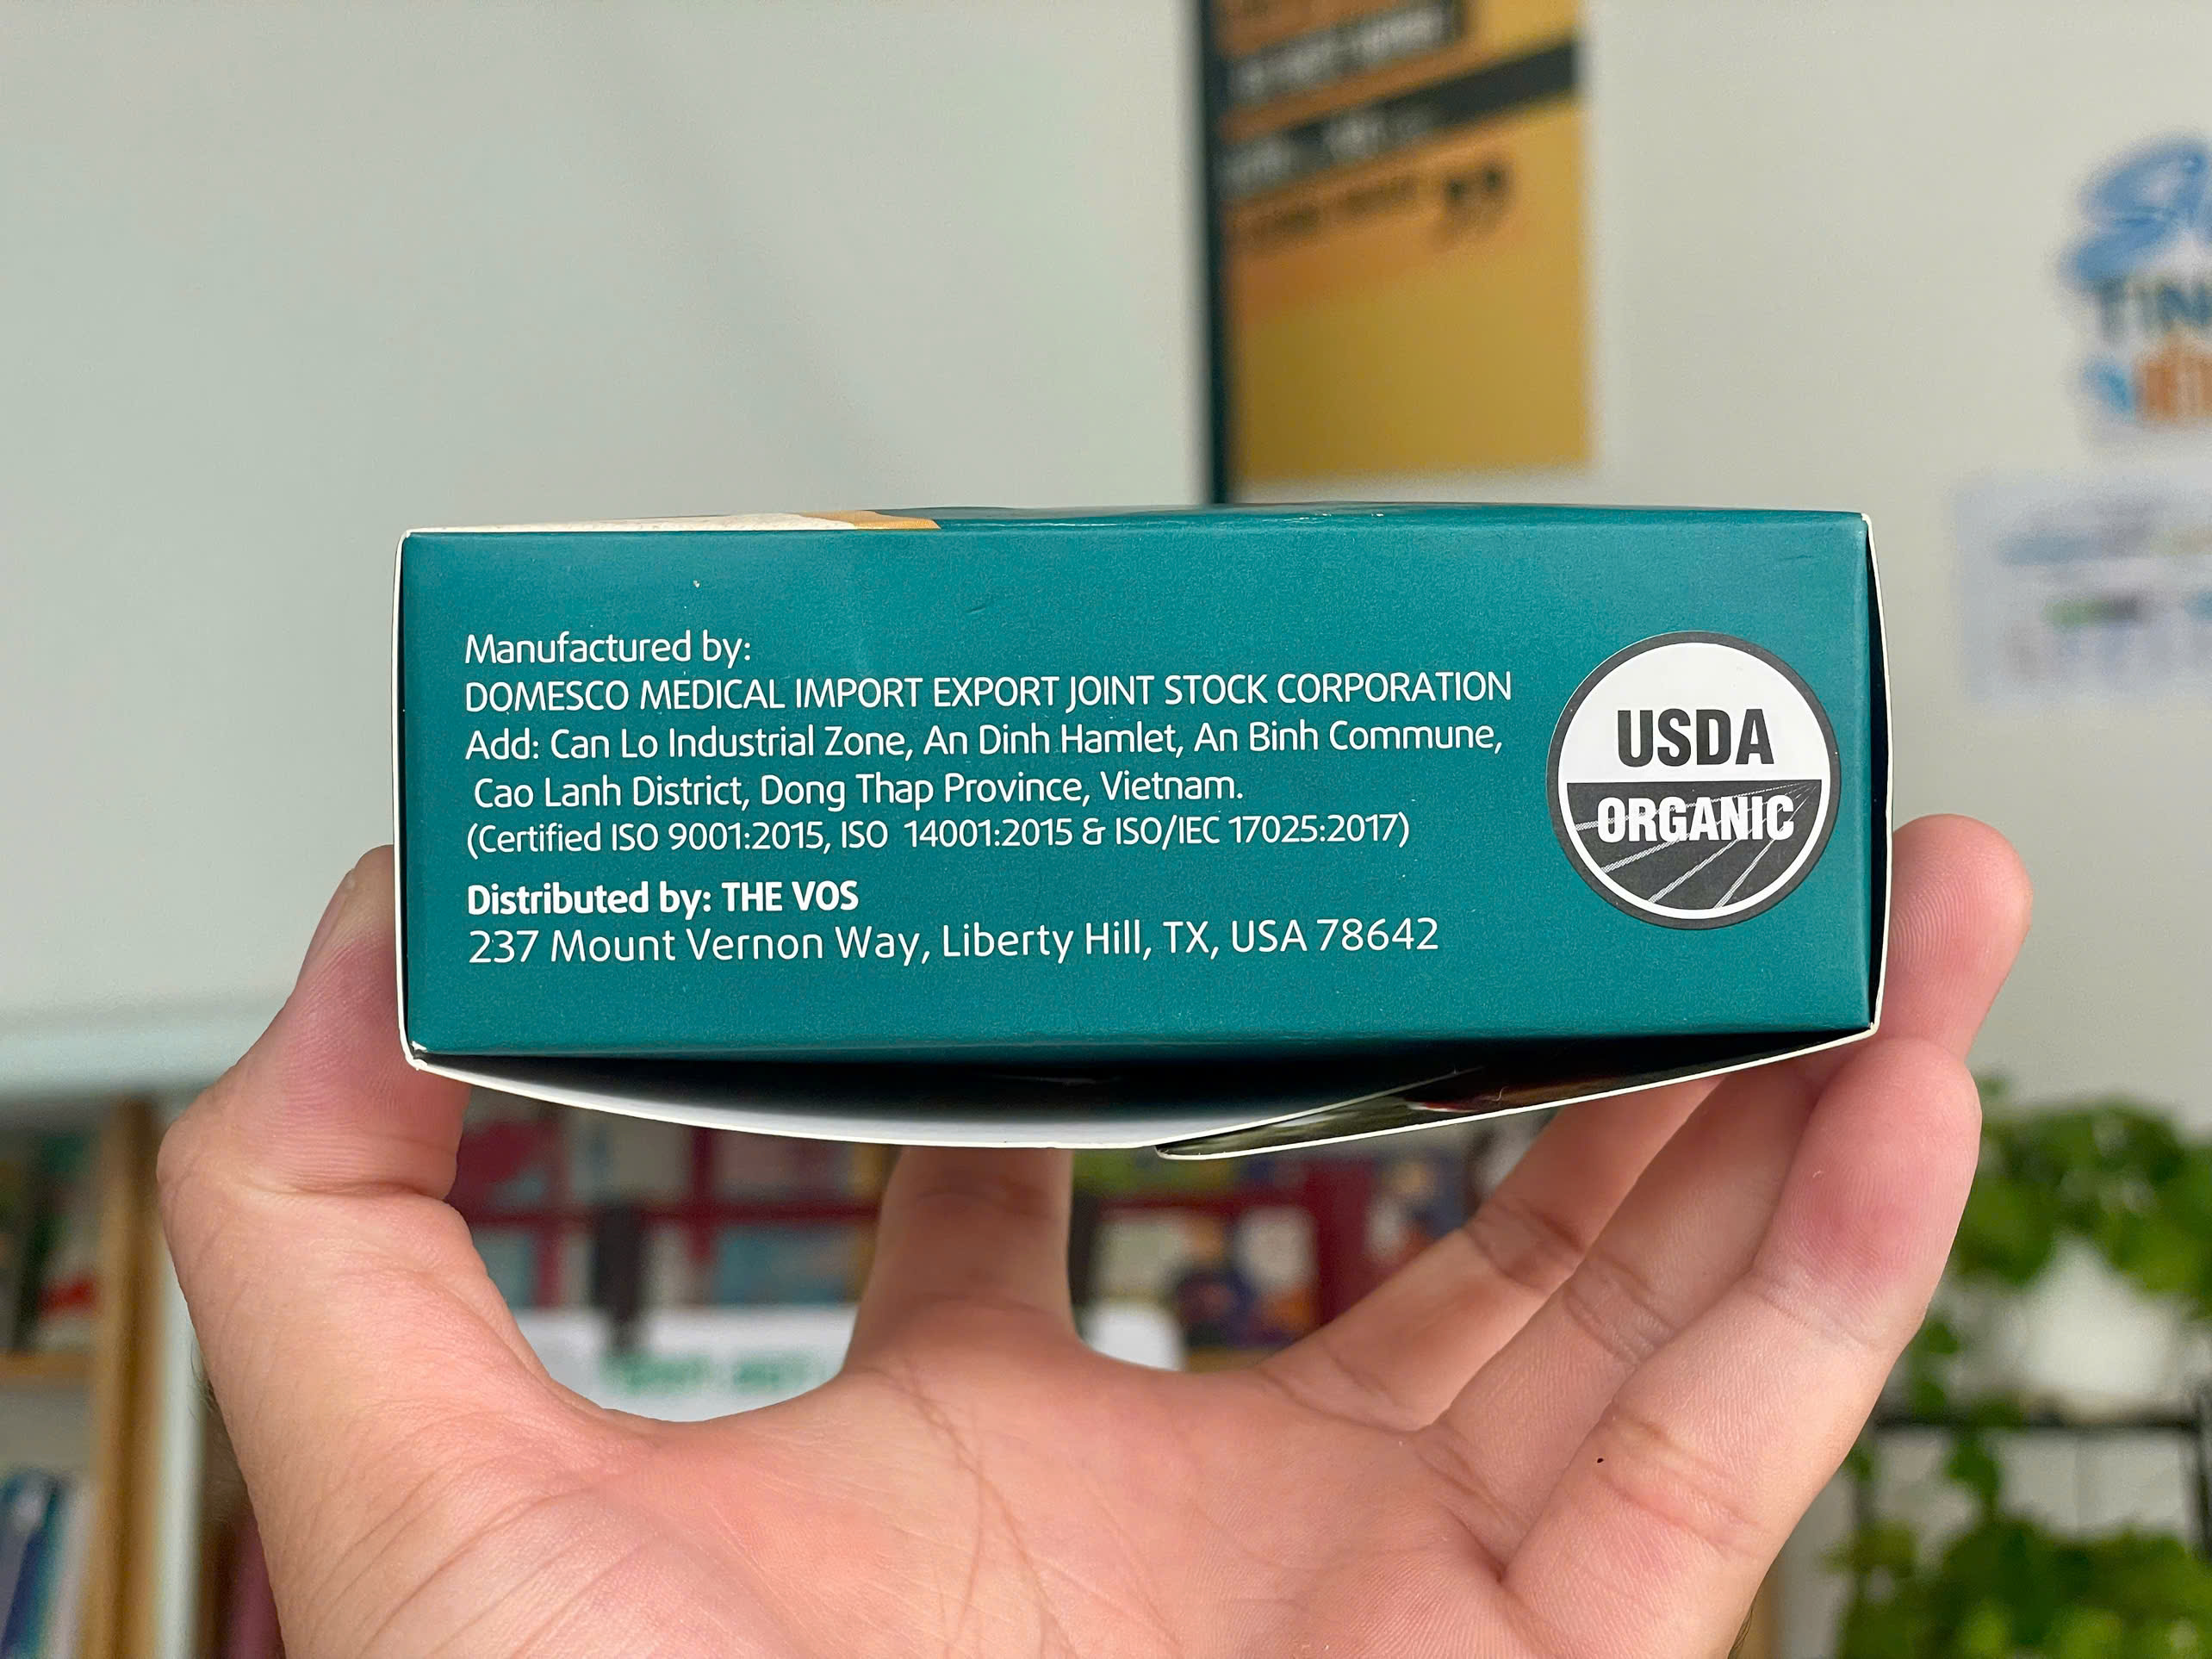 Manufactured by:
DOMESCO MEDICAL IMPORT EXPORT JOINT STOCK CORPORATION
Add: Can Lo Industrial Zone, An Dinh Hamlet, An Binh Commune,
Cao Lanh District, Dong Thap Province, Vietnam.
(Certified ISO 9001:2015, ISO 14001:2015 & ISO/IEC 17025:2017)
Distributed by: THE VOS
237 Mount Vernon Way, Liberty Hill, TX, USA 78642
USDA
ORGANIC